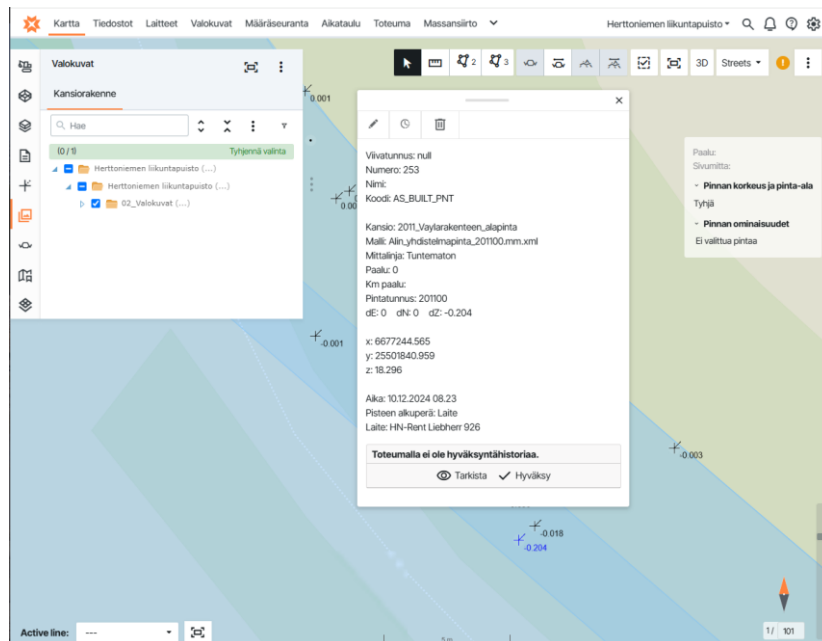 Kartta Tiedostot Laitteet Valokuvat Määräseuranta Aikataulu Toteuma Massansiirto Herttoniemen liikuntapuisto
Valokuvat
2 3 3D Streets
Kansiorakenne
Hae
(0 / 1) Tyhjennä valinta
Herttoniemen liikuntapuisto (...)
Herttoniemen liikuntapuisto (...)
02_Valokuvat (...)
0.001
0.00
-0.001
Viivatunnus: null
Numero: 253
Nimi:
Koodi: AS_BUILT_PNT
Kansio: 2011_Vaylarakenteen_alapinta
Malli: Alin_yhdistelmapinta_201100.mm.xml
Mittalinja: Tuntematon
Paalu: 0
Km paalu:
Pintatunnus: 201100
dE: 0 dN: 0 dZ: -0.204
x: 6677244.565
y: 25501840.959
z: 18.296
Aika: 10.12.2024 08.23
Pisteen alkuperä: Laite
Laite: HN-Rent Liebherr 926
Toteumalla ei ole hyväksyntähistoriaa.
Tarkista Hyväksy
Paalu:
Sivumitta:
Pinnan korkeus ja pinta-ala
Tyhjä
Pinnan ominaisuudet
Ei valittua pintaa
-0.003
-0.018
-0.204
Active line: ---
5 m
1/ 101